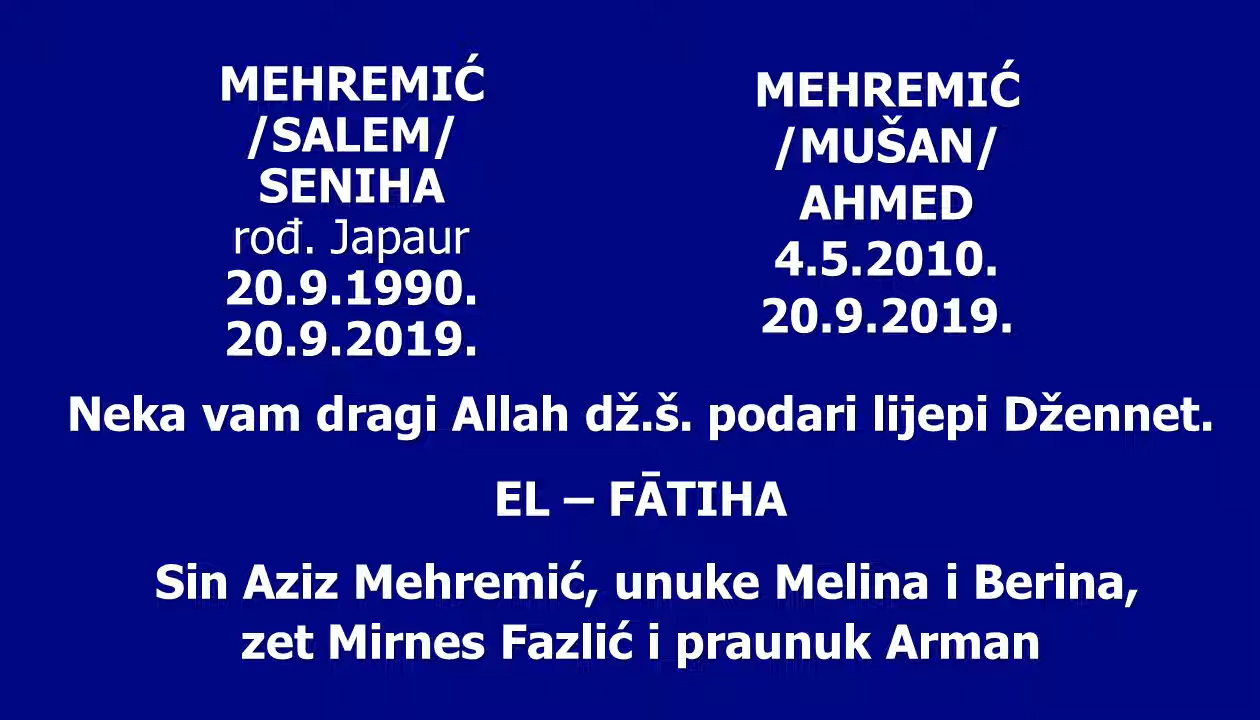 MEHREMIĆ
/SALEM/
SENIHA
rođ. Japaur
20.9.1990.
20.9.2019.
MEHREMIĆ
/MUŠAN/
AHMED
4.5.2010.
20.9.2019.
Neka vam dragi Allah dž.š. podari lijepi Džennet.
EL – FĀTIHA
Sin Aziz Mehremić, unuke Melina i Berina,
zet Mirnes Fazlić i praunuk Arman